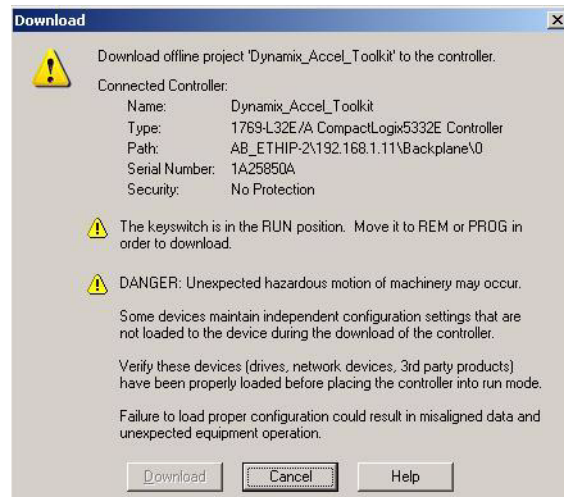 Download
Download offline project 'Dynamix_Accel_Toolkit' to the controller.
Connected Controller:
Name: Dynamix_Accel_Toolkit
Type: 1769-L32E/A CompactLogix5332E Controller
Path: AB_ETHIP-2\192.168.1.11\Backplane\0
Serial Number: 1A25850A
Security: No Protection
The keyswitch is in the RUN position. Move it to REM or PROG in
order to download.
DANGER: Unexpected hazardous motion of machinery may occur.
Some devices maintain independent configuration settings that are
not loaded to the device during the download of the controller.
Verify these devices (drives, network devices, 3rd party products)
have been properly loaded before placing the controller into run mode.
Failure to load proper configuration could result in misaligned data and
unexpected equipment operation.
Download Cancel Help